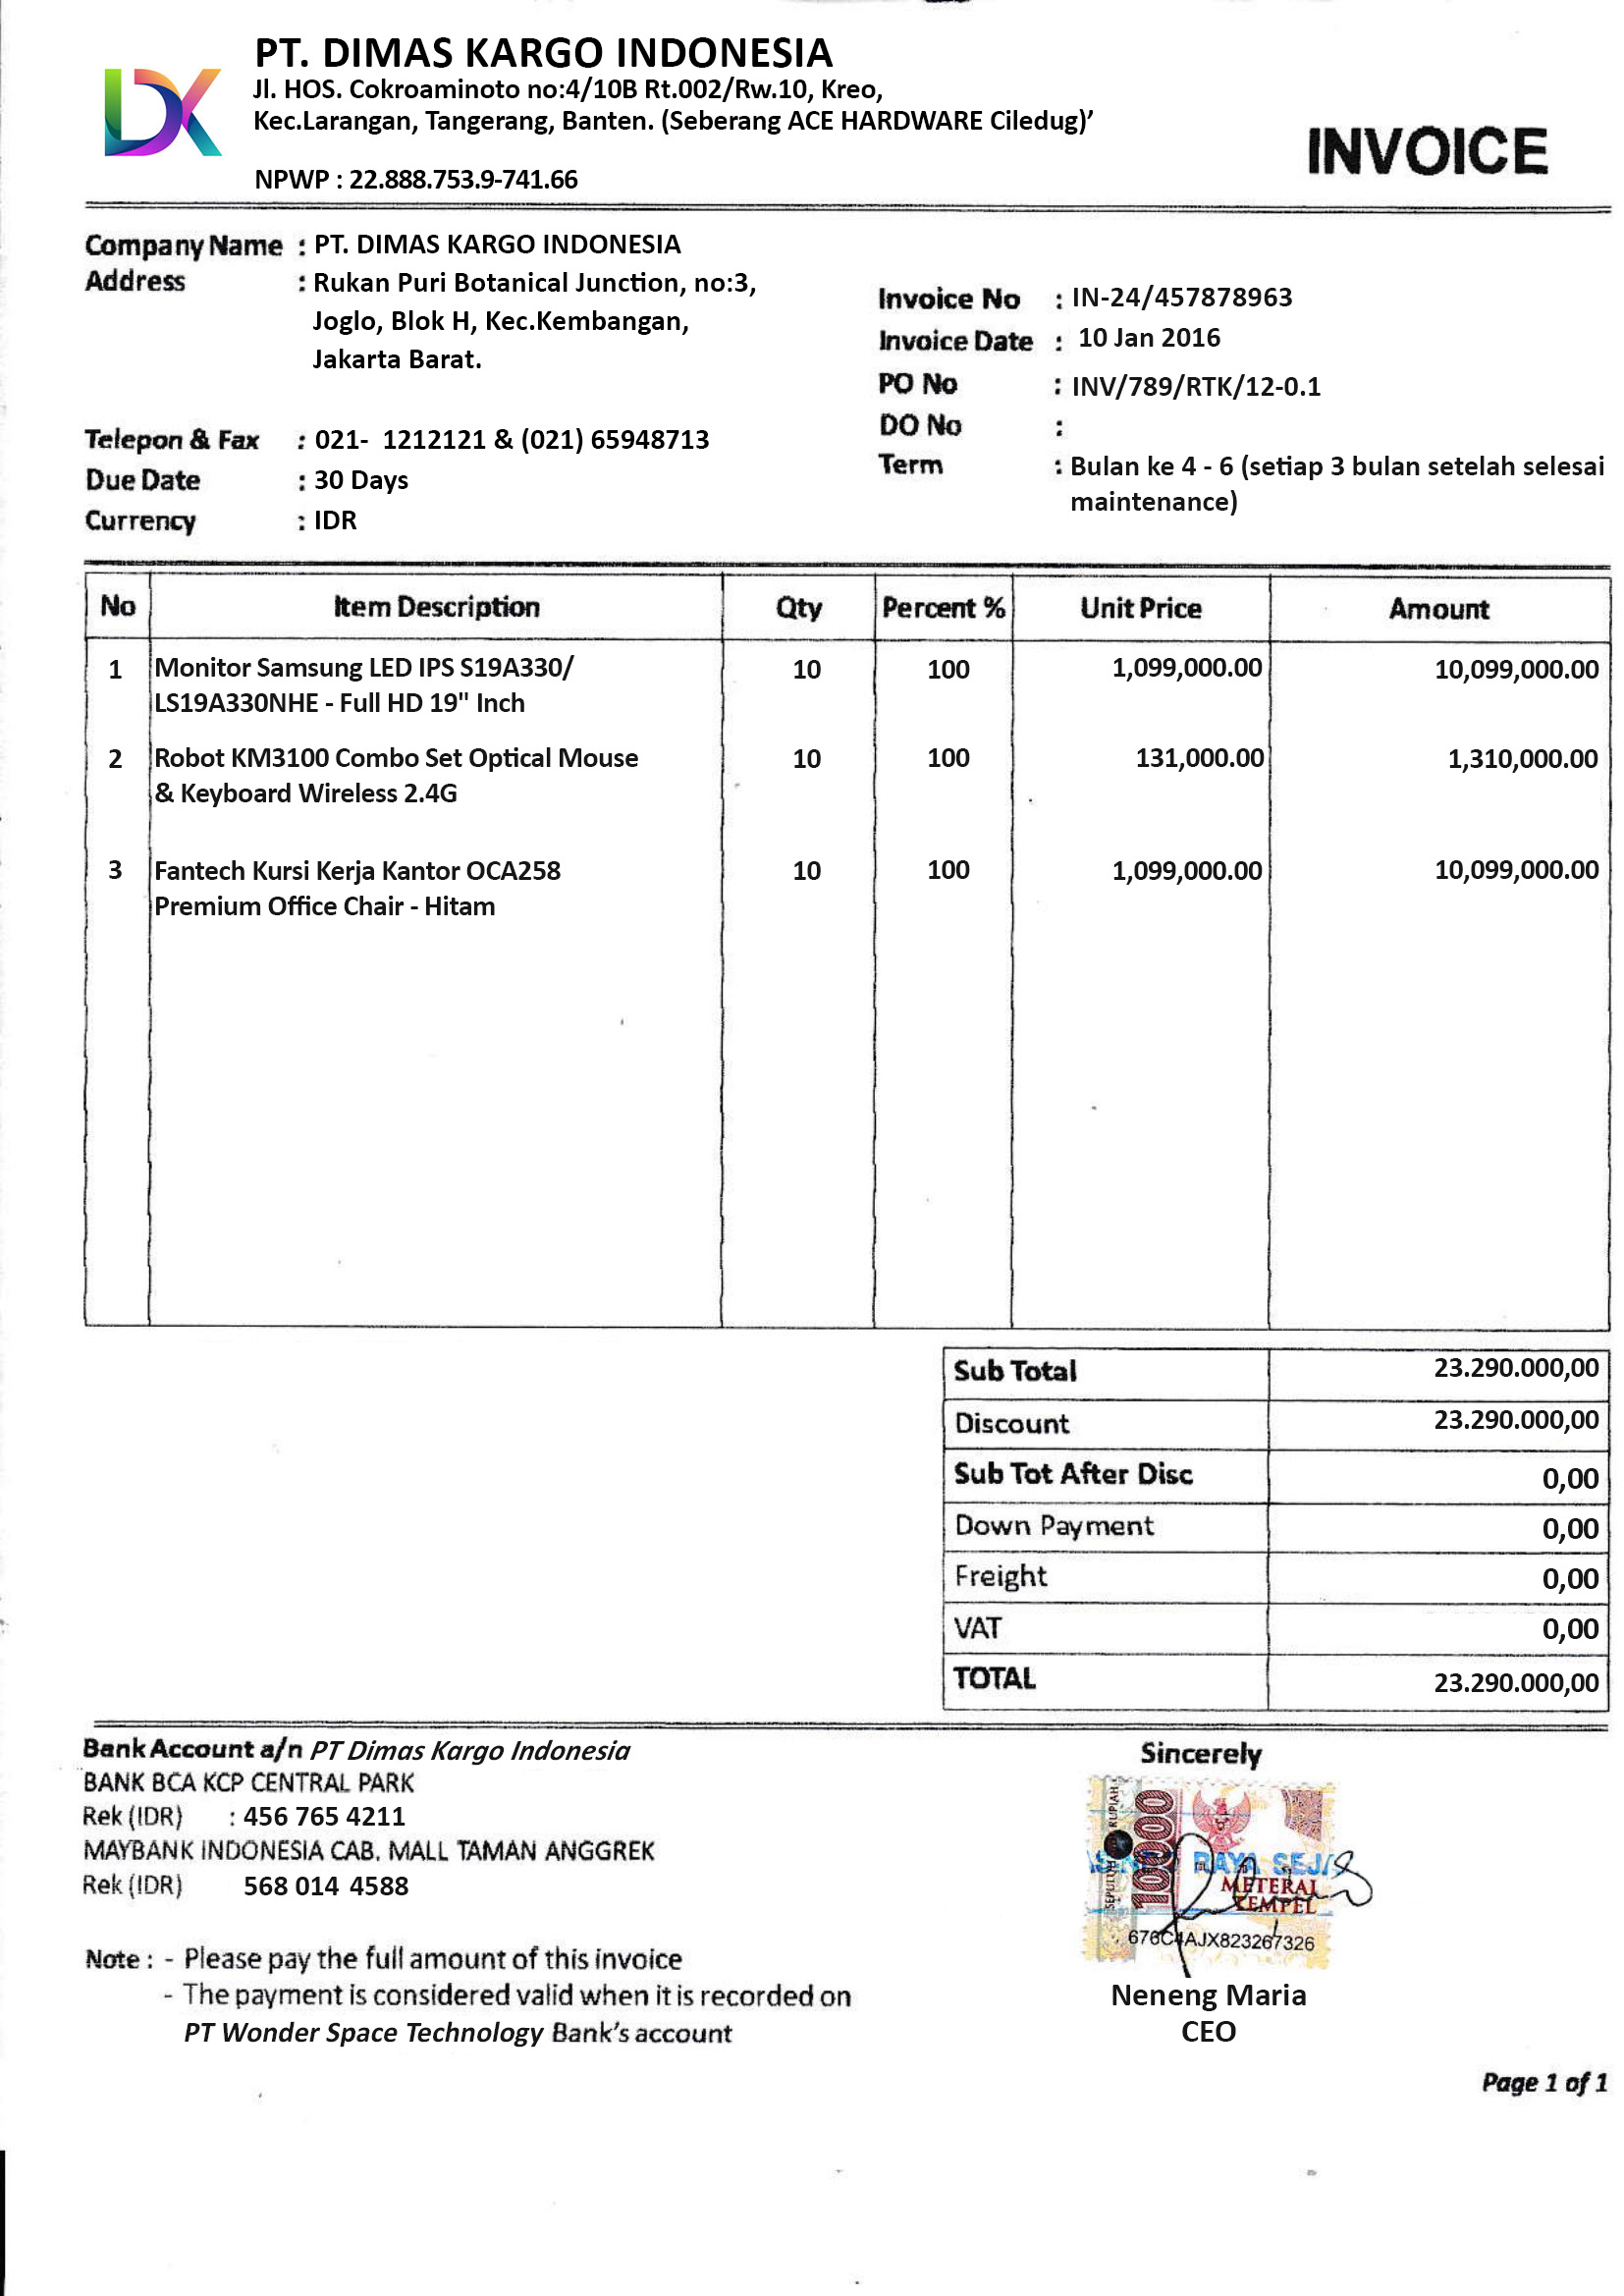 PT. DIMAS KARGO INDONESIA
Jl. HOS. Cokroaminoto no:4/10B Rt.002/Rw.10, Kreo,
Kec.Larangan, Tangerang, Banten. (Seberang ACE HARDWARE Ciledug)’
INVOICE
NPWP : 22.888.753.9-741.66
Company Name : PT. DIMAS KARGO INDONESIA
Address : Rukan Puri Botanical Junction, no:3,
Joglo, Blok H, Kec.Kembangan,
Jakarta Barat.
Telepon & Fax : 021- 1212121 & (021) 65948713
Due Date : 30 Days
Currency : IDR
Invoice No : IN-24/457878963
Invoice Date : 10 Jan 2016
PO No : INV/789/RTK/12-0.1
DO No :
Term : Bulan ke 4 - 6 (setiap 3 bulan setelah selesai
maintenance)
No Item Description Qty Percent % Unit Price Amount
1 Monitor Samsung LED IPS S19A330/ 10 100 1,099,000.00 10,099,000.00
LS19A330NHE - Full HD 19" Inch
2 Robot KM3100 Combo Set Optical Mouse 10 100 131,000.00 1,310,000.00
& Keyboard Wireless 2.4G
3 Fantech Kursi Kerja Kantor OCA258 10 100 1,099,000.00 10,099,000.00
Premium Office Chair - Hitam
Sub Total 23.290.000,00
Discount 23.290.000,00
Sub Tot After Disc 0,00
Down Payment 0,00
Freight 0,00
VAT 0,00
TOTAL 23.290.000,00
Bank Account a/n PT Dimas Kargo Indonesia
BANK BCA KCP CENTRAL PARK
Rek (IDR) : 456 765 4211
MAYBANK INDONESIA CAB. MALL TAMAN ANGGREK
Rek (IDR) 568 014 4588
Note : - Please pay the full amount of this invoice
- The payment is considered valid when it is recorded on
PT Wonder Space Technology Bank's account
Sincerely
SEPULUH RUPIAH
10000
RAYA SEJ
METERAI
TEMPEL
676C4AJX823267326
Neneng Maria
CEO
Page 1 of 1